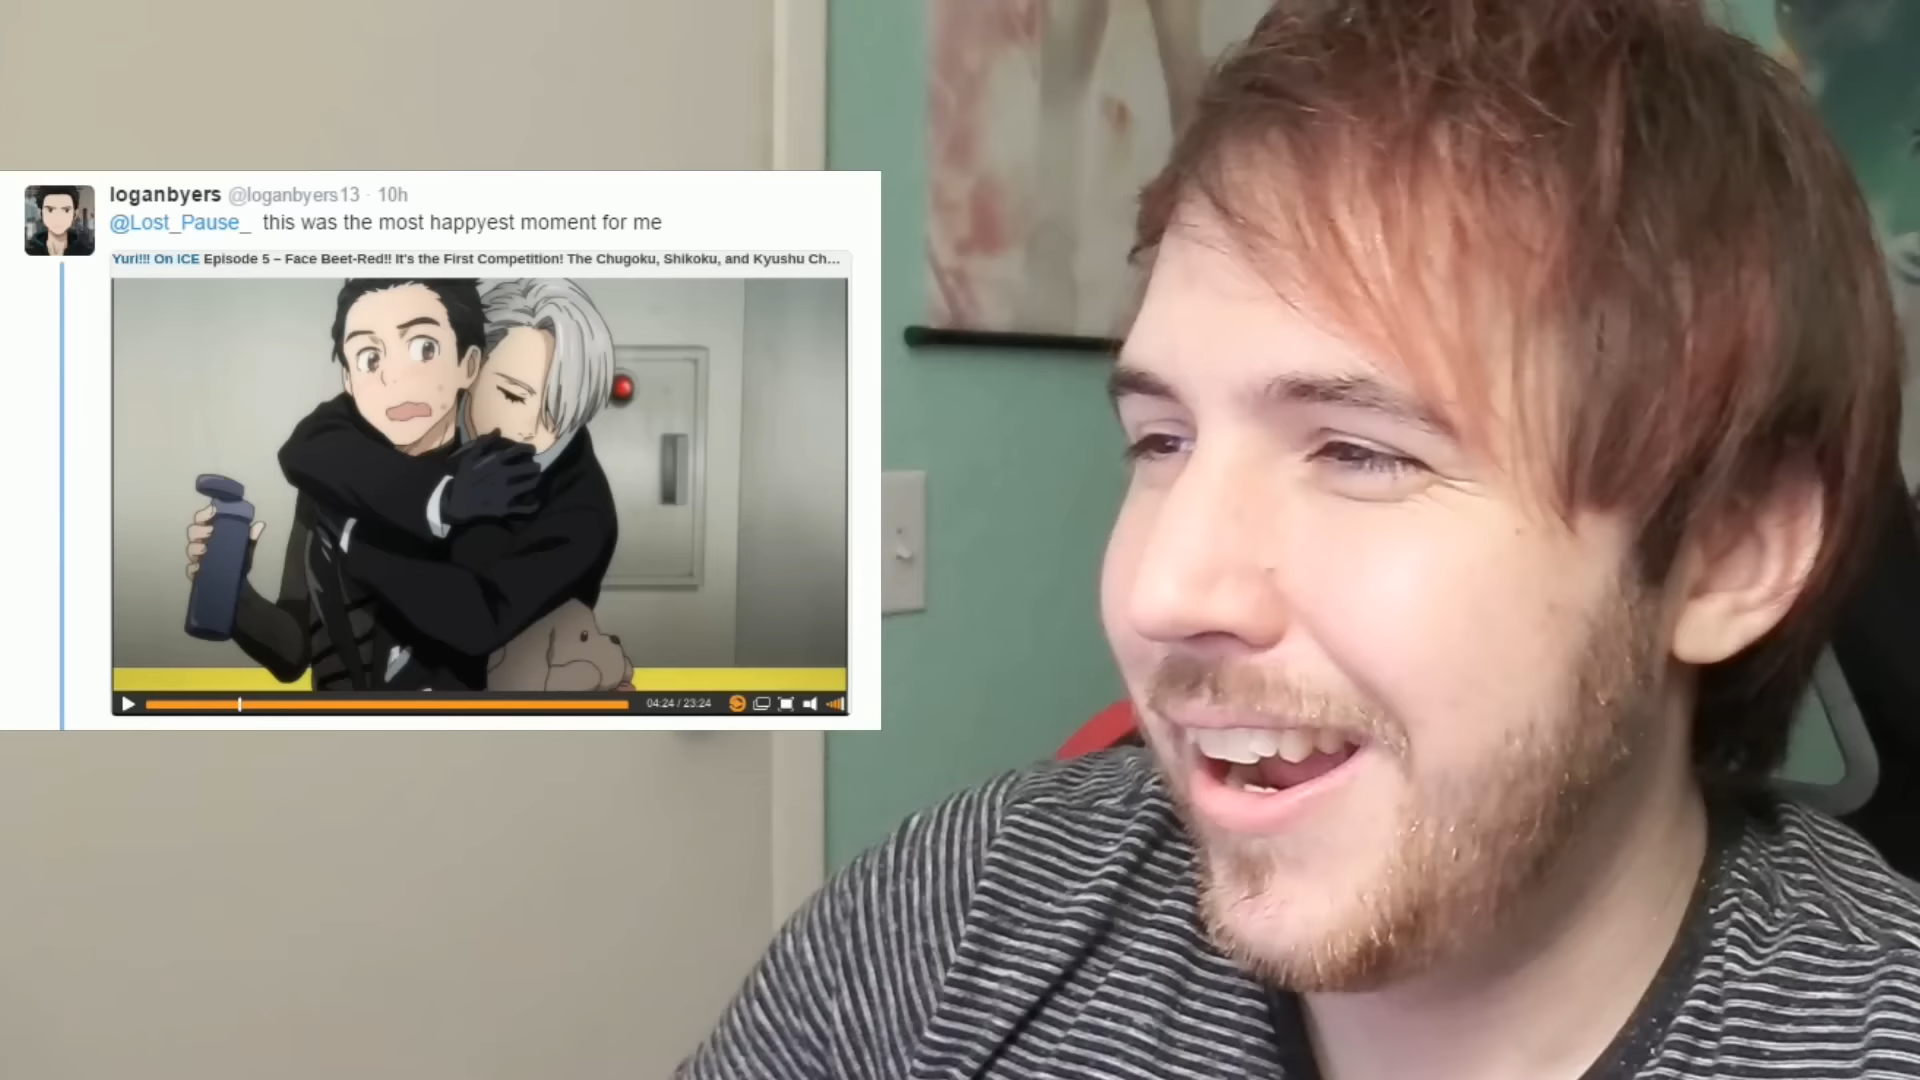 loganbyers @loganbyers13 · 10h
@Lost_Pause_ this was the most happyest moment for me
Yuri!!! On ICE Episode 5 – Face Beet-Red!! It's the First Competition! The Chugoku, Shikoku, and Kyushu Ch...
04:24 / 23:24